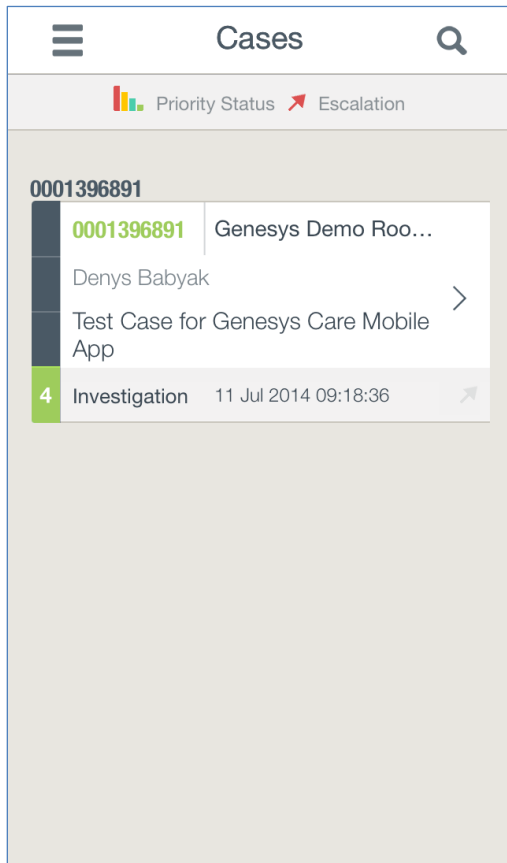 Cases
Priority Status Escalation
0001396891
0001396891 Genesys Demo Roo...
Denys Babyak
Test Case for Genesys Care Mobile
App
4 Investigation 11 Jul 2014 09:18:36